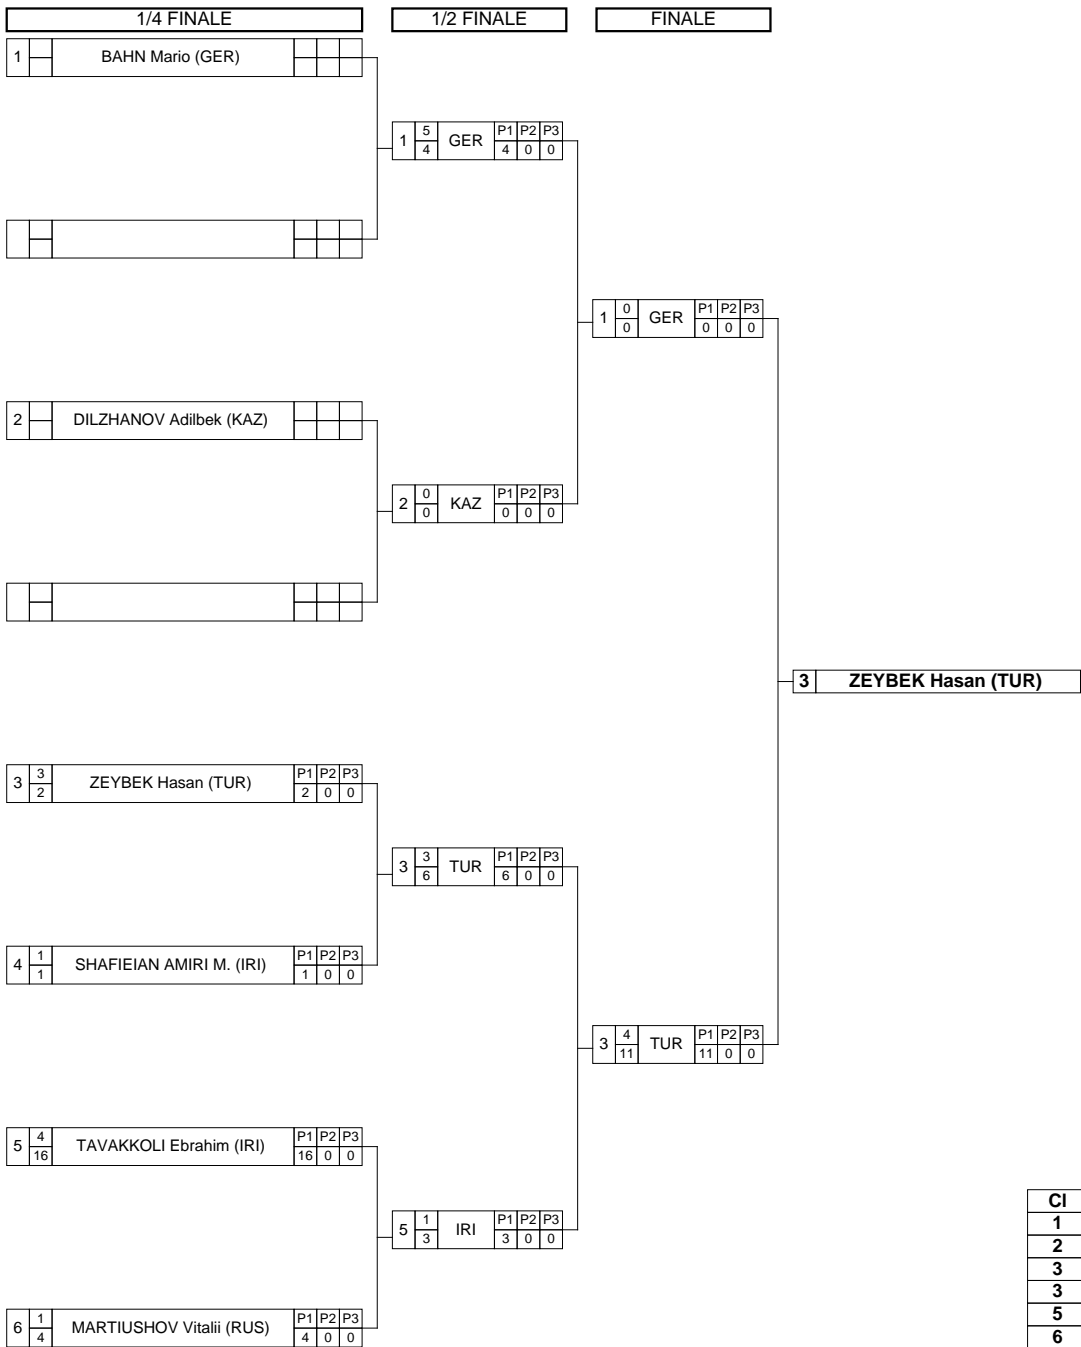 1/4 FINALE 1/2 FINALE FINALE
1 BAHN Mario (GER)
5 P1 P2 P3
1 GER
4 4 0 0
0 P1 P2 P3
1 GER
0 0 0 0
2 DILZHANOV Adilbek (KAZ)
0 P1 P2 P3
2 KAZ
0 0 0 0
3 ZEYBEK Hasan (TUR)
3 P1 P2 P3
3 ZEYBEK Hasan (TUR)
2 2 0 0
3 P1 P2 P3
3 TUR
6 6 0 0
1 P1 P2 P3
4 SHAFIEIAN AMIRI M. (IRI)
1 1 0 0
4 P1 P2 P3
3 TUR
11 11 0 0
4 P1 P2 P3
5 TAVAKKOLI Ebrahim (IRI)
16 16 0 0
1 P1 P2 P3
5 IRI
3 3 0 0
Cl
1
2
3
3
5
6
1 P1 P2 P3
6 MARTIUSHOV Vitalii (RUS)
4 4 0 0